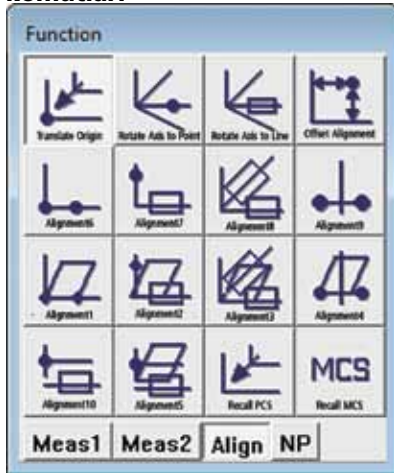 Function
Translate Origin Rotate Axis to Point Rotate Axis to Line Offset Alignment
Alignment6 Alignment7 Alignment8 Alignment9
Alignment1 Alignment2 Alignment3 Alignment4
Alignment10 Alignment5 Recall PCS Recall MCS
MCS
Meas1 Meas2 Align NP